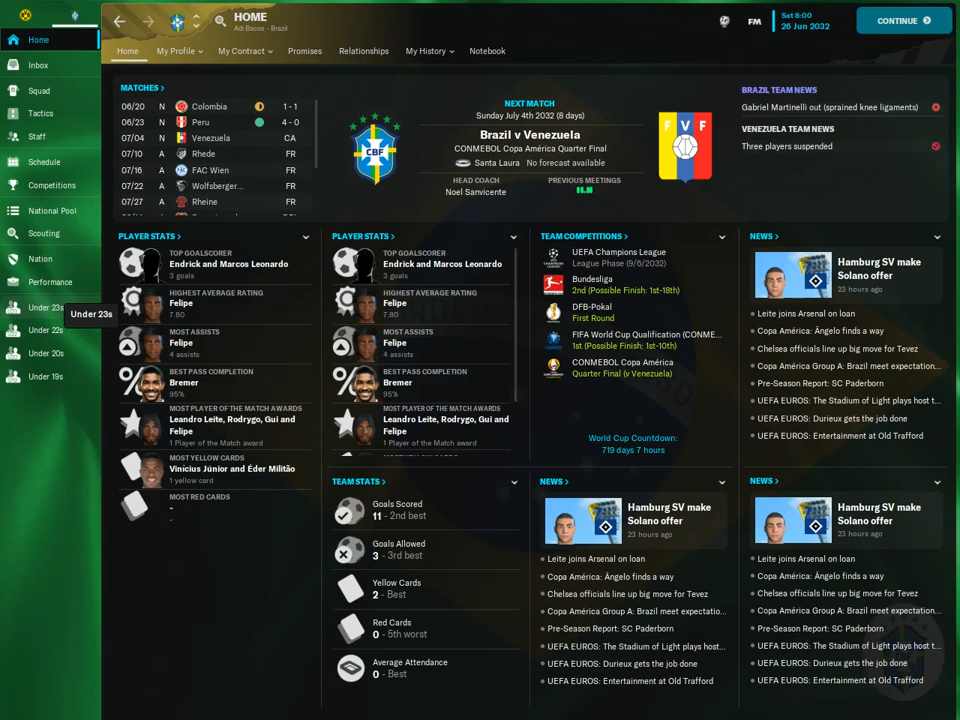 HOME
Adi Bacos - Brazil
FM
Sat 8:00
26 Jun 2032
CONTINUE
Home
My Profile
My Contract
Promises
Relationships
My History
Notebook
Home
Inbox
Squad
Tactics
Staff
Schedule
Competitions
National Pool
Scouting
Nation
Performance
Under 23s
Under 22s
Under 20s
Under 19s
Under 23s
MATCHES
06/20 N Colombia 1 - 1
06/23 N Peru 4 - 0
07/04 N Venezuela CA
07/10 A Rhede FR
07/16 A FAC Wien FR
07/22 A Wolfsberger... FR
07/27 A Rheine FR
CBF
NEXT MATCH
Sunday July 4th 2032 (8 days)
Brazil v Venezuela
CONMEBOL Copa América Quarter Final
Santa Laura No forecast available
HEAD COACH
Noel Sanvicente
PREVIOUS MEETINGS
F V F
BRAZIL TEAM NEWS
Gabriel Martinelli out (sprained knee ligaments)
VENEZUELA TEAM NEWS
Three players suspended
PLAYER STATS
TOP GOALSCORER
Endrick and Marcos Leonardo
3 goals
HIGHEST AVERAGE RATING
Felipe
7.80
MOST ASSISTS
Felipe
4 assists
BEST PASS COMPLETION
Bremer
95%
MOST PLAYER OF THE MATCH AWARDS
Leandro Leite, Rodrygo, Gui and
Felipe
1 Player of the Match award
MOST YELLOW CARDS
Vinícius Júnior and Éder Militão
1 yellow card
MOST RED CARDS
-
-
PLAYER STATS
TOP GOALSCORER
Endrick and Marcos Leonardo
3 goals
HIGHEST AVERAGE RATING
Felipe
7.80
MOST ASSISTS
Felipe
4 assists
BEST PASS COMPLETION
Bremer
95%
MOST PLAYER OF THE MATCH AWARDS
Leandro Leite, Rodrygo, Gui and
Felipe
1 Player of the Match award
TEAM COMPETITIONS
UEFA Champions League
League Phase (9/6/2032)
Bundesliga
2nd (Possible Finish: 1st-18th)
DFB-Pokal
First Round
FIFA World Cup Qualification (CONME...
1st (Possible Finish: 1st-10th)
CONMEBOL Copa América
Quarter Final (v Venezuela)
World Cup Countdown:
719 days 7 hours
NEWS
Hamburg SV make
Solano offer
23 hours ago
Leite joins Arsenal on loan
Copa América: Ângelo finds a way
Chelsea officials line up big move for Tevez
Copa América Group A: Brazil meet expectation...
Pre-Season Report: SC Paderborn
UEFA EUROS: The Stadium of Light plays host t...
UEFA EUROS: Durieux gets the job done
UEFA EUROS: Entertainment at Old Trafford
TEAM STATS
Goals Scored
11 - 2nd best
Goals Allowed
3 - 3rd best
Yellow Cards
2 - Best
Red Cards
0 - 5th worst
Average Attendance
0 - Best
NEWS
Hamburg SV make
Solano offer
23 hours ago
Leite joins Arsenal on loan
Copa América: Ângelo finds a way
Chelsea officials line up big move for Tevez
Copa América Group A: Brazil meet expectatio...
Pre-Season Report: SC Paderborn
UEFA EUROS: The Stadium of Light plays host...
UEFA EUROS: Durieux gets the job done
UEFA EUROS: Entertainment at Old Trafford
NEWS
Hamburg SV make
Solano offer
23 hours ago
Leite joins Arsenal on loan
Copa América: Ângelo finds a way
Chelsea officials line up big move for Tevez
Copa América Group A: Brazil meet expectation...
Pre-Season Report: SC Paderborn
UEFA EUROS: The Stadium of Light plays host t...
UEFA EUROS: Durieux gets the job done
UEFA EUROS: Entertainment at Old Trafford